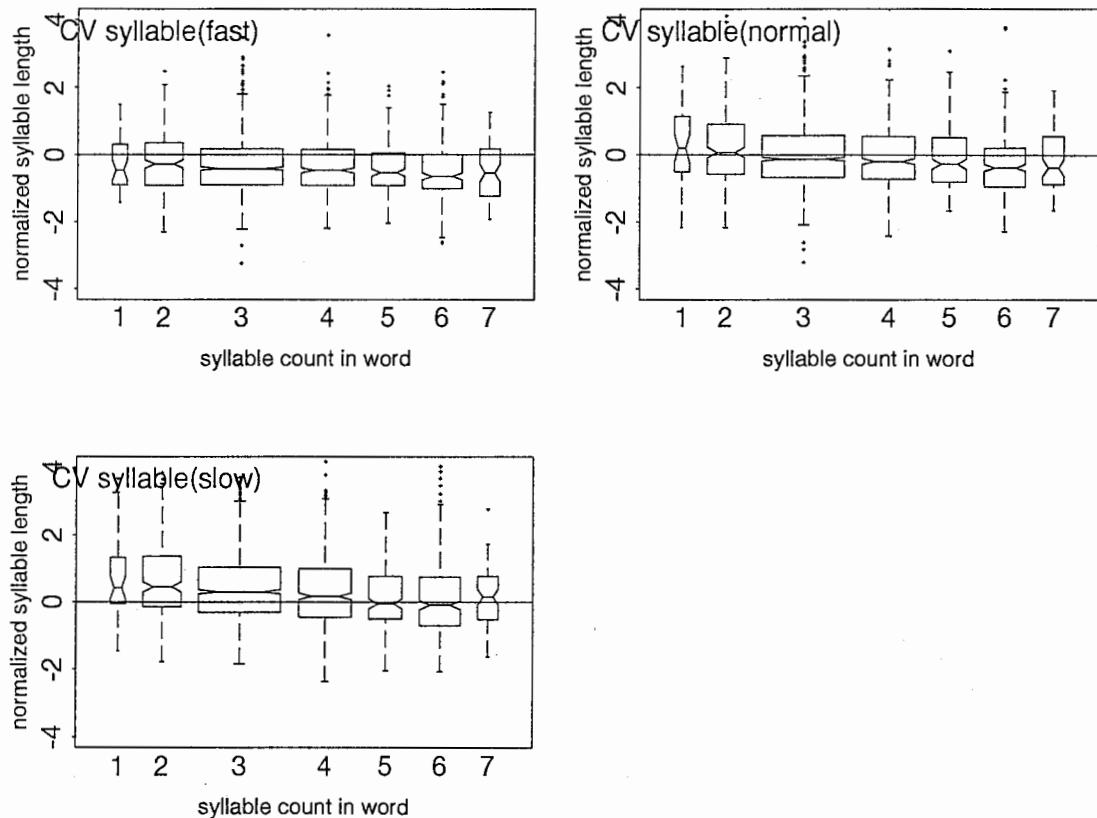 CV syllable(fast)
normalized syllable length
4
2
0
-2
-4
1 2 3 4 5 6 7
syllable count in word
CV syllable(normal)
normalized syllable length
4
2
0
-2
-4
1 2 3 4 5 6 7
syllable count in word
CV syllable(slow)
normalized syllable length
4
2
0
-2
-4
1 2 3 4 5 6 7
syllable count in word